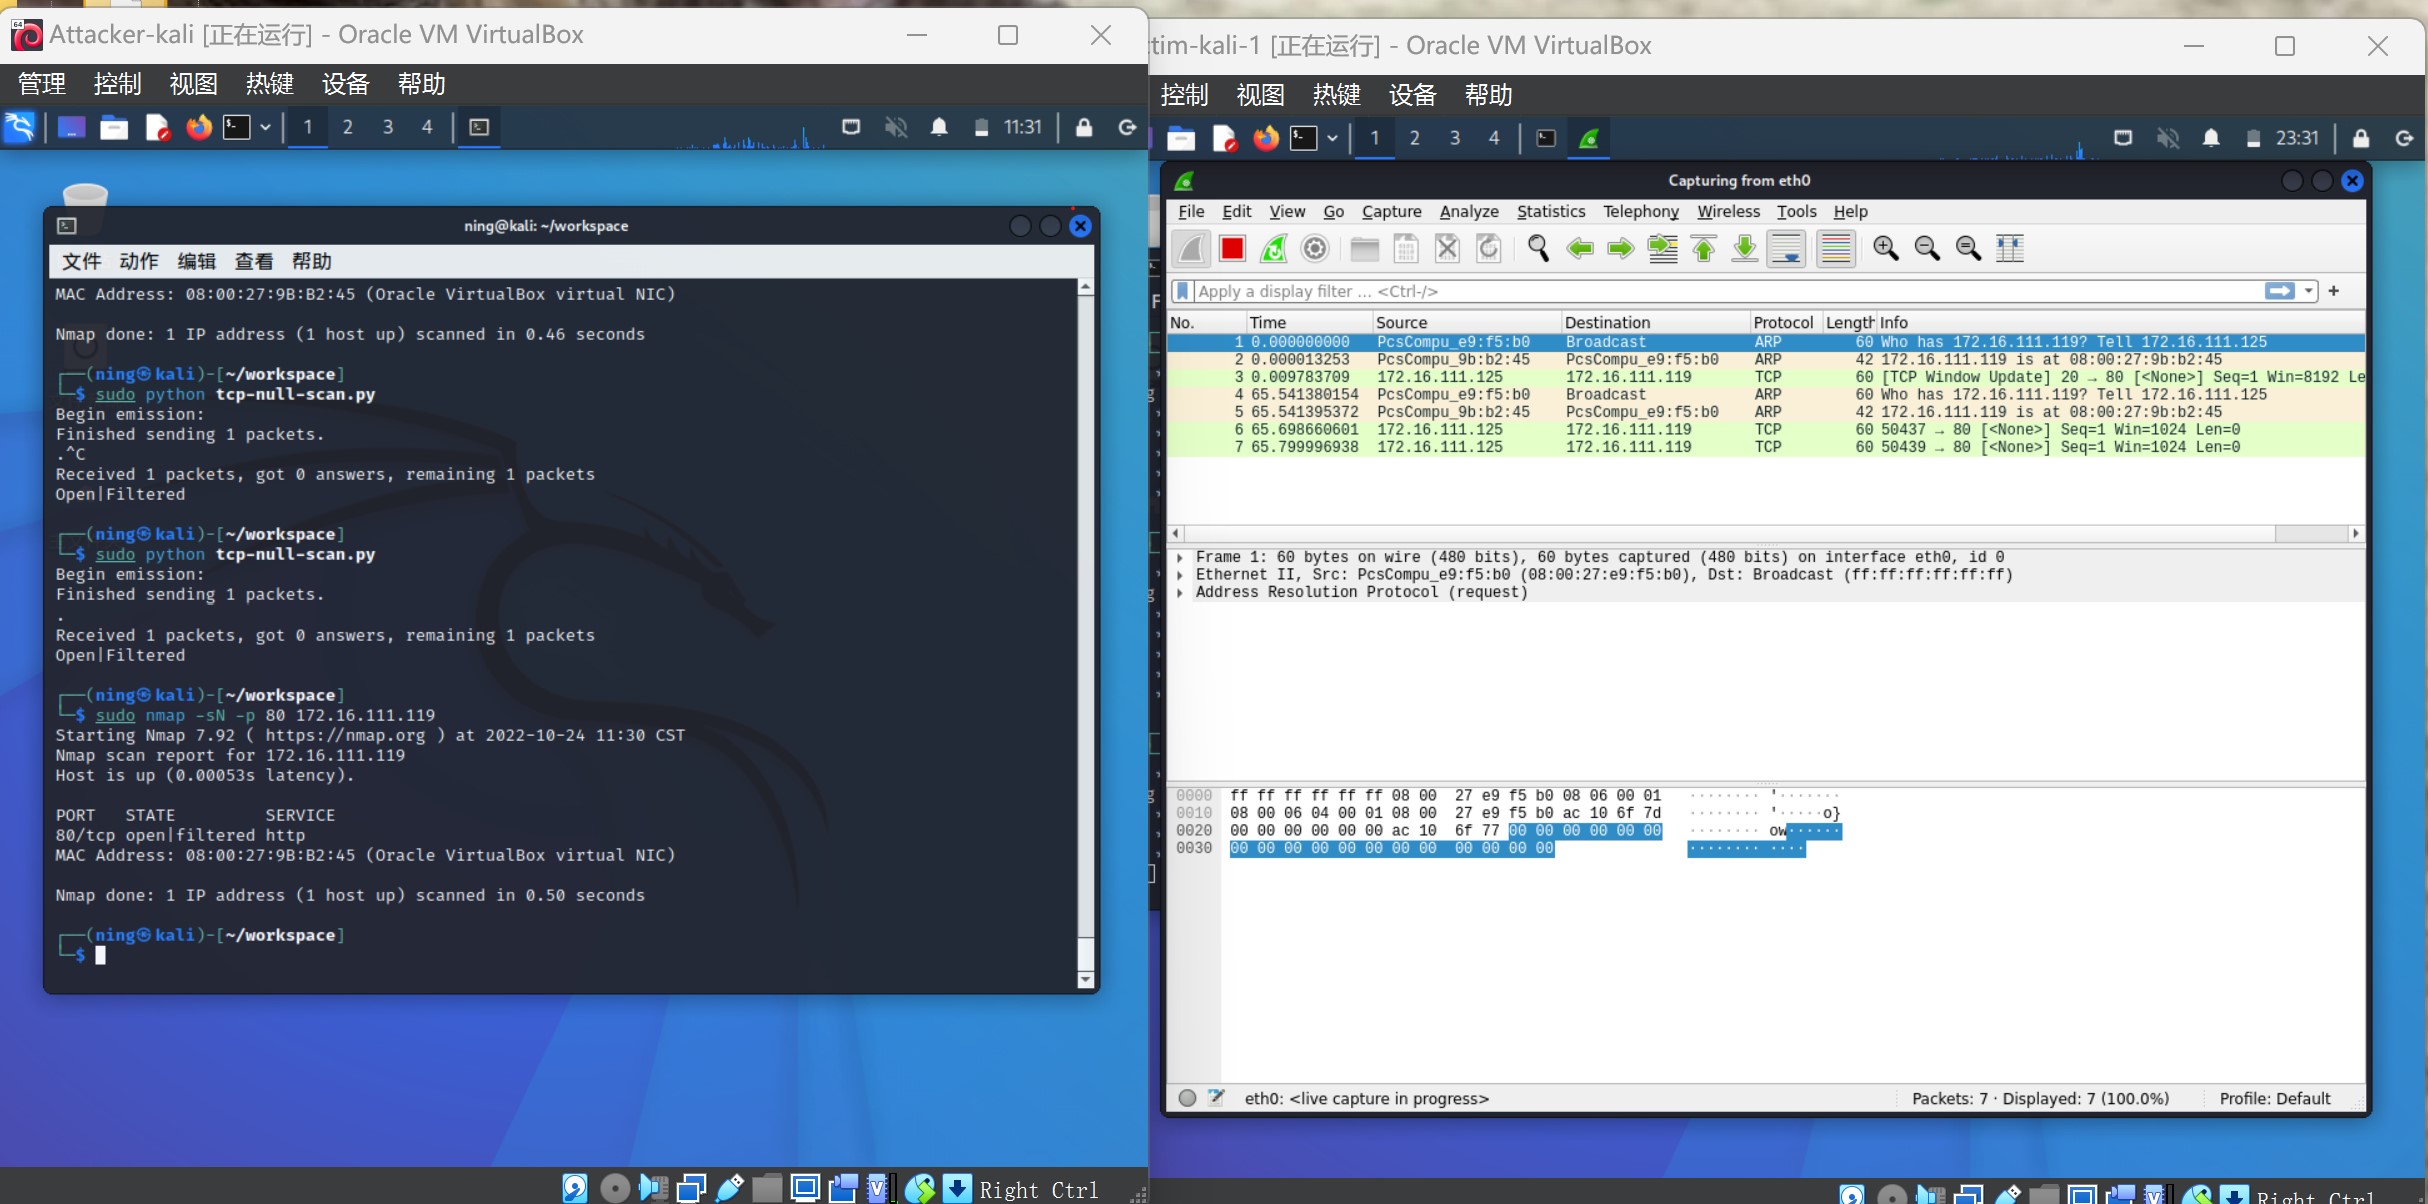 Attacker-kali [正在运行] - Oracle VM VirtualBox
管理 控制 视图 热键 设备 帮助
1 2 3 4 11:31
ning@kali: ~/workspace
文件 动作 编辑 查看 帮助
MAC Address: 08:00:27:9B:B2:45 (Oracle VirtualBox virtual NIC)
Nmap done: 1 IP address (1 host up) scanned in 0.46 seconds
┌──(ning㉿kali)-[~/workspace]
└─$ sudo python tcp-null-scan.py
Begin emission:
Finished sending 1 packets.
.^C
Received 1 packets, got 0 answers, remaining 1 packets
Open|Filtered
┌──(ning㉿kali)-[~/workspace]
└─$ sudo python tcp-null-scan.py
Begin emission:
Finished sending 1 packets.
.
Received 1 packets, got 0 answers, remaining 1 packets
Open|Filtered
┌──(ning㉿kali)-[~/workspace]
└─$ sudo nmap -sN -p 80 172.16.111.119
Starting Nmap 7.92 ( https://nmap.org ) at 2022-10-24 11:30 CST
Nmap scan report for 172.16.111.119
Host is up (0.00053s latency).
PORT STATE SERVICE
80/tcp open|filtered http
MAC Address: 08:00:27:9B:B2:45 (Oracle VirtualBox virtual NIC)
Nmap done: 1 IP address (1 host up) scanned in 0.50 seconds
┌──(ning㉿kali)-[~/workspace]
└─$
Right Ctrl
tim-kali-1 [正在运行] - Oracle VM VirtualBox
控制 视图 热键 设备 帮助
1 2 3 4 23:31
Capturing from eth0
File Edit View Go Capture Analyze Statistics Telephony Wireless Tools Help
Apply a display filter ... <Ctrl-/>
No. Time Source Destination Protocol Length Info
1 0.000000000 PcsCompu_e9:f5:b0 Broadcast ARP 60 Who has 172.16.111.119? Tell 172.16.111.125
2 0.000013253 PcsCompu_9b:b2:45 PcsCompu_e9:f5:b0 ARP 42 172.16.111.119 is at 08:00:27:9b:b2:45
3 0.009783709 172.16.111.125 172.16.111.119 TCP 60 [TCP Window Update] 20 → 80 [<None>] Seq=1 Win=8192 Le
4 65.541380154 PcsCompu_e9:f5:b0 Broadcast ARP 60 Who has 172.16.111.119? Tell 172.16.111.125
5 65.541395372 PcsCompu_9b:b2:45 PcsCompu_e9:f5:b0 ARP 42 172.16.111.119 is at 08:00:27:9b:b2:45
6 65.698660601 172.16.111.125 172.16.111.119 TCP 60 50437 → 80 [<None>] Seq=1 Win=1024 Len=0
7 65.799996938 172.16.111.125 172.16.111.119 TCP 60 50439 → 80 [<None>] Seq=1 Win=1024 Len=0
Frame 1: 60 bytes on wire (480 bits), 60 bytes captured (480 bits) on interface eth0, id 0
Ethernet II, Src: PcsCompu_e9:f5:b0 (08:00:27:e9:f5:b0), Dst: Broadcast (ff:ff:ff:ff:ff:ff)
Address Resolution Protocol (request)
0000 ff ff ff ff ff ff 08 00 27 e9 f5 b0 08 06 00 01 ········ '·······
0010 08 00 06 04 00 01 08 00 27 e9 f5 b0 ac 10 6f 7d ········ '·····o}
0020 00 00 00 00 00 00 ac 10 6f 77 00 00 00 00 00 00 ········ ow······
0030 00 00 00 00 00 00 00 00 00 00 00 00 ········ ····
eth0: <live capture in progress> Packets: 7 · Displayed: 7 (100.0%) Profile: Default
Right Ctrl